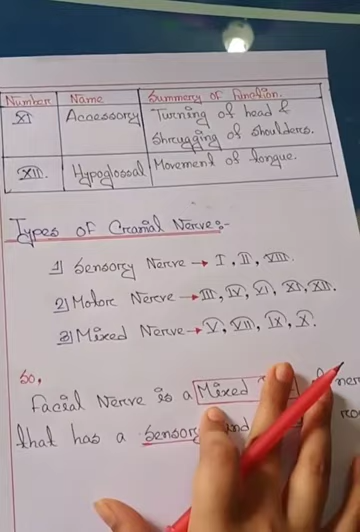 Number Name Summary of function.
XI Accessory Turning of head & Shrugging of shoulders.
XII. Hypoglossal Movement of tongue.
Types of Cranial Nerve:-
1) Sensory Nerve → I, II, VIII.
2) Motor Nerve → III, IV, VI, XI, XII.
3) Mixed Nerve → V, VII, IX, X.
So,
Facial Nerve is a Mixed
that has a sensory